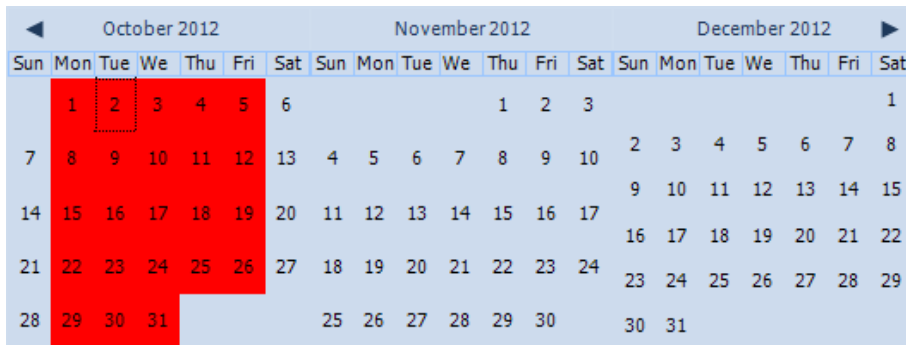 October 2012 November 2012 December 2012
Sun Mon Tue We Thu Fri Sat Sun Mon Tue We Thu Fri Sat Sun Mon Tue We Thu Fri Sat
1 2 3 4 5 6 1 2 3 1
7 8 9 10 11 12 13 4 5 6 7 8 9 10 2 3 4 5 6 7 8
14 15 16 17 18 19 20 11 12 13 14 15 16 17 9 10 11 12 13 14 15
21 22 23 24 25 26 27 18 19 20 21 22 23 24 16 17 18 19 20 21 22
28 29 30 31 25 26 27 28 29 30 23 24 25 26 27 28 29
30 31